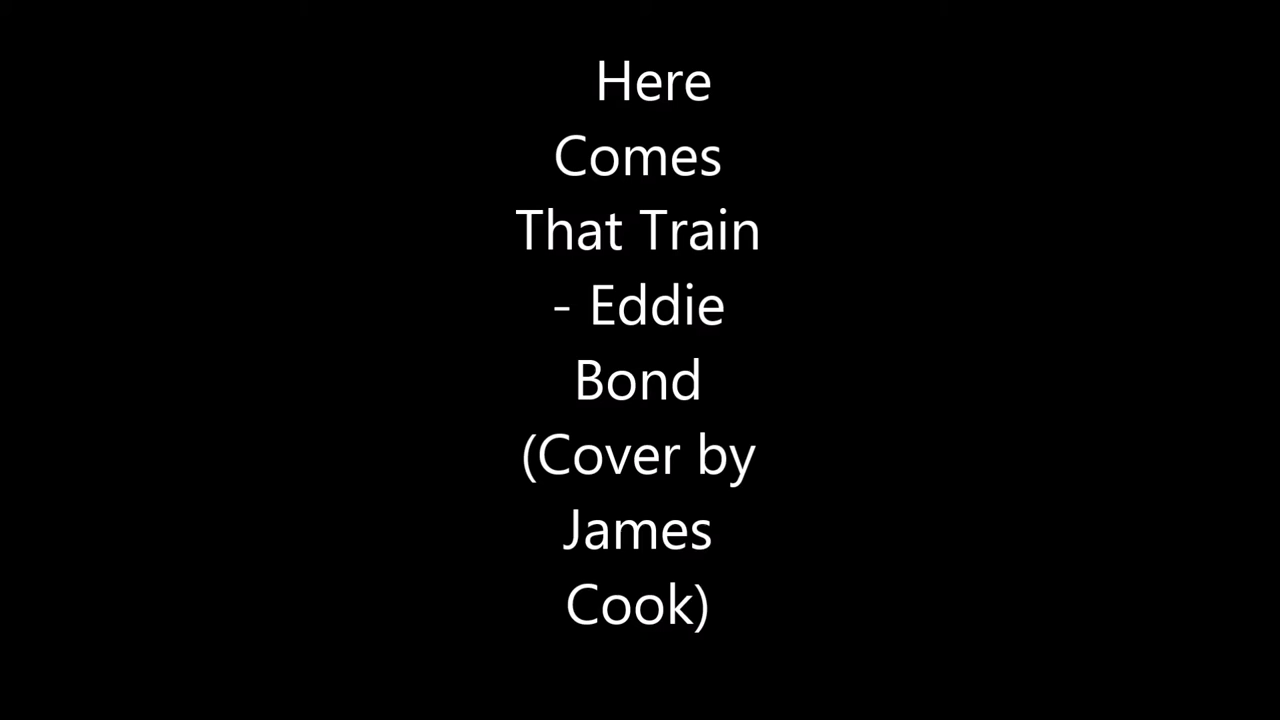 Here
Comes
That Train
- Eddie
Bond
(Cover by
James
Cook)